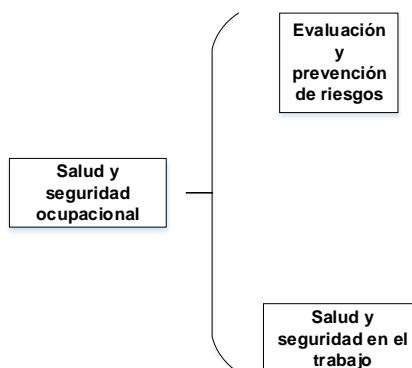 Evaluación
y
prevención
de riesgos
Salud y
seguridad
ocupacional
Salud y
seguridad en el
trabajo